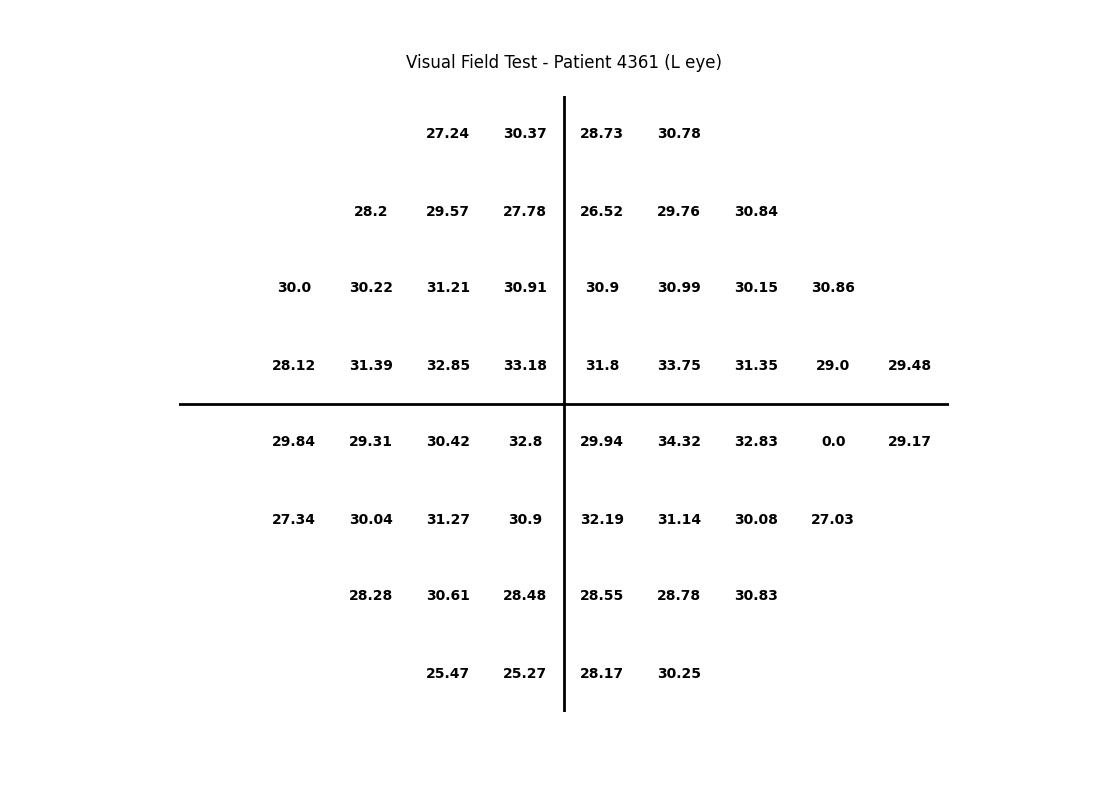 Visual Field Test - Patient 4361 (L eye)
27.24 30.37 28.73 30.78
28.2 29.57 27.78 26.52 29.76 30.84
30.0 30.22 31.21 30.91 30.9 30.99 30.15 30.86
28.12 31.39 32.85 33.18 31.8 33.75 31.35 29.0 29.48
29.84 29.31 30.42 32.8 29.94 34.32 32.83 0.0 29.17
27.34 30.04 31.27 30.9 32.19 31.14 30.08 27.03
28.28 30.61 28.48 28.55 28.78 30.83
25.47 25.27 28.17 30.25